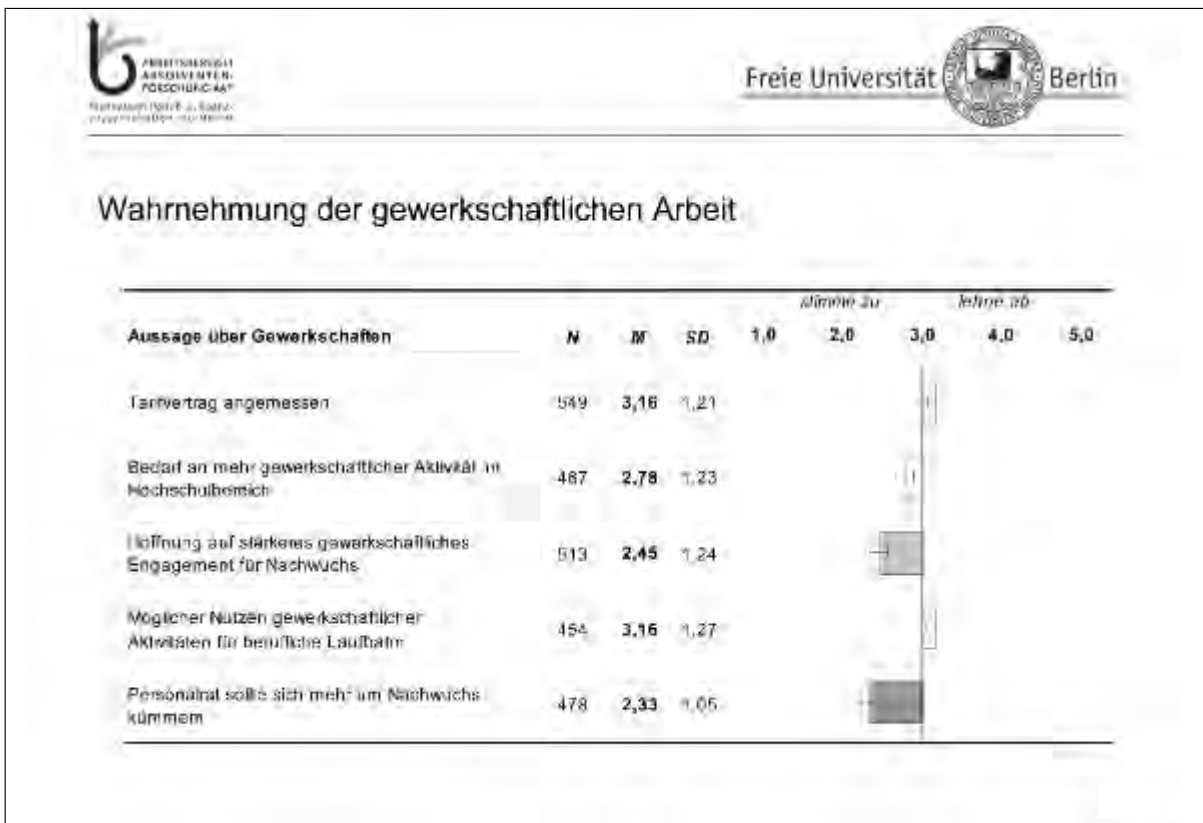 ARBEITSBEREICH
ABSOLVENTEN-
FORSCHUNG
Freie Universität Berlin
Wahrnehmung der gewerkschaftlichen Arbeit
stimme zu lehne ab
Aussage über Gewerkschaften N M SD 1,0 2,0 3,0 4,0 5,0
Tarifvertrag angemessen 549 3,16 1,21
Bedarf an mehr gewerkschaftlicher Aktivität im
Hochschulbereich 467 2,78 1,23
Hoffnung auf stärkeres gewerkschaftliches
Engagement für Nachwuchs 513 2,45 1,24
Möglicher Nutzen gewerkschaftlicher
Aktivitäten für berufliche Laufbahn 454 3,16 1,27
Personalrat sollte sich mehr um Nachwuchs
kümmern 478 2,33 1,05